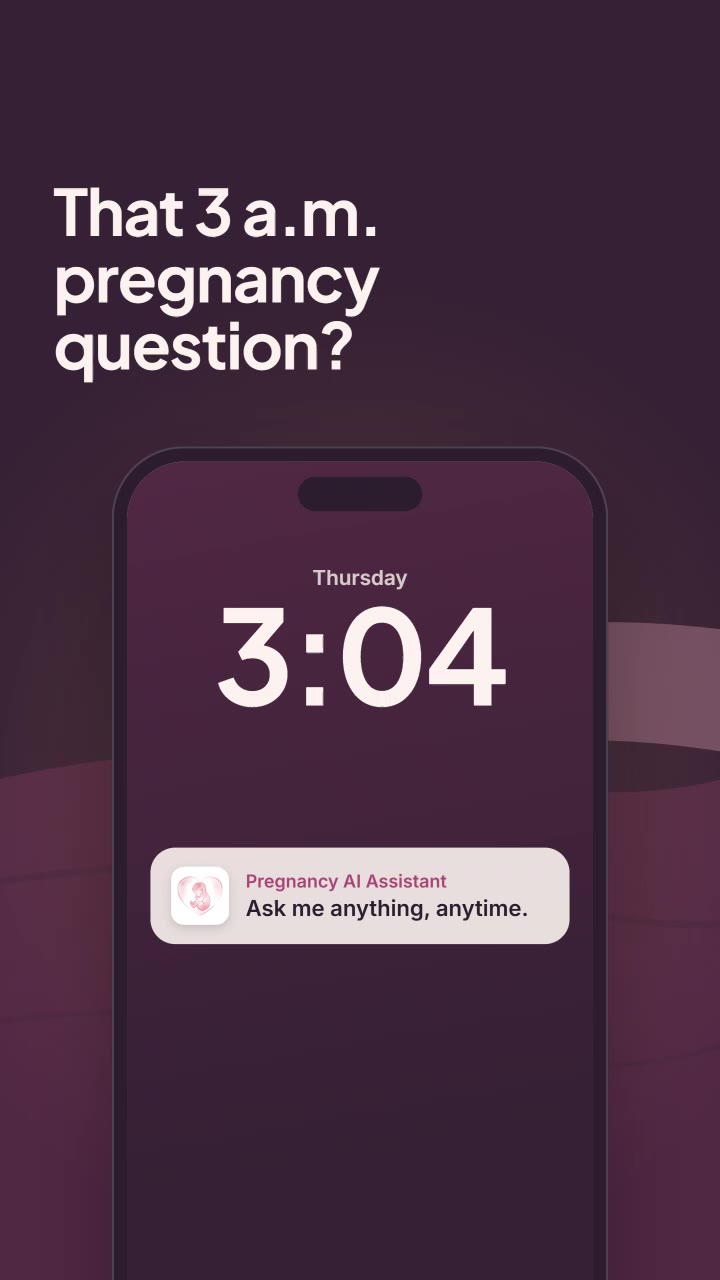 That 3 a.m.
pregnancy
question?
Thursday
3:04
Pregnancy AI Assistant
Ask me anything, anytime.